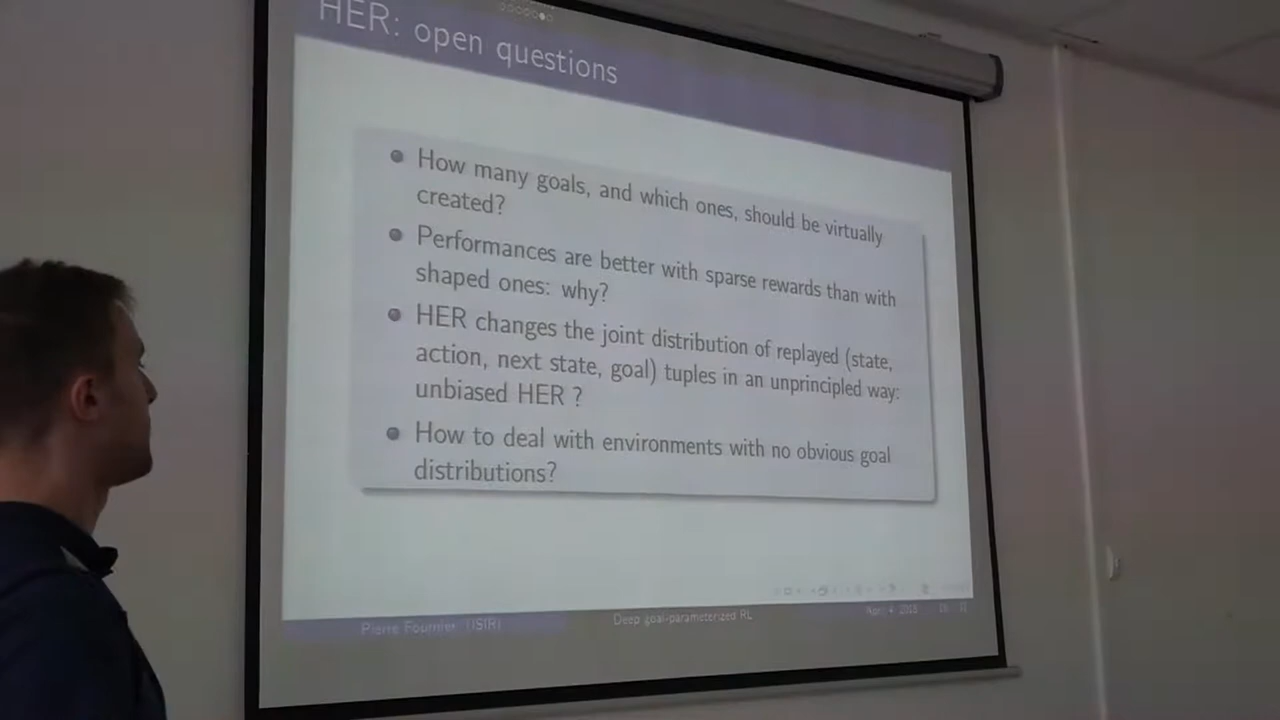 HER: open questions
How many goals, and which ones, should be virtually
created?
Performances are better with sparse rewards than with
shaped ones: why?
HER changes the joint distribution of replayed (state,
action, next state, goal) tuples in an unprincipled way:
unbiased HER ?
How to deal with environments with no obvious goal
distributions?
Pierre Fournier (ISIR)
Deep goal-parameterized RL
April 4, 2018